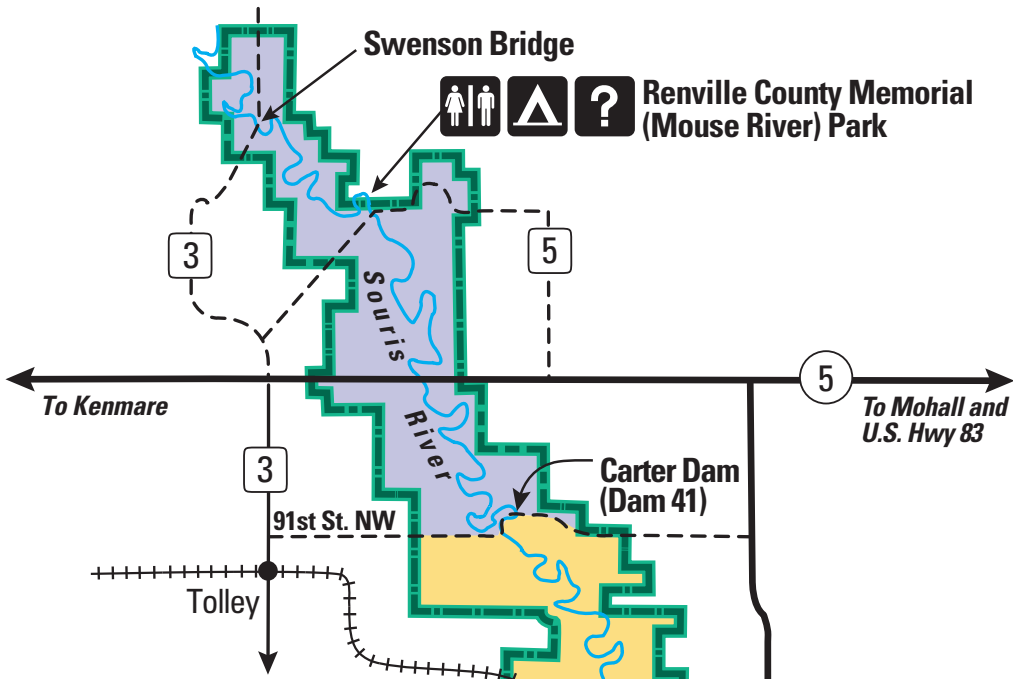 Swenson Bridge
?
Renville County Memorial
(Mouse River) Park
3
5
Souris
River
5
To Kenmare
To Mohall and
U.S. Hwy 83
3
Carter Dam
(Dam 41)
91st St. NW
Tolley